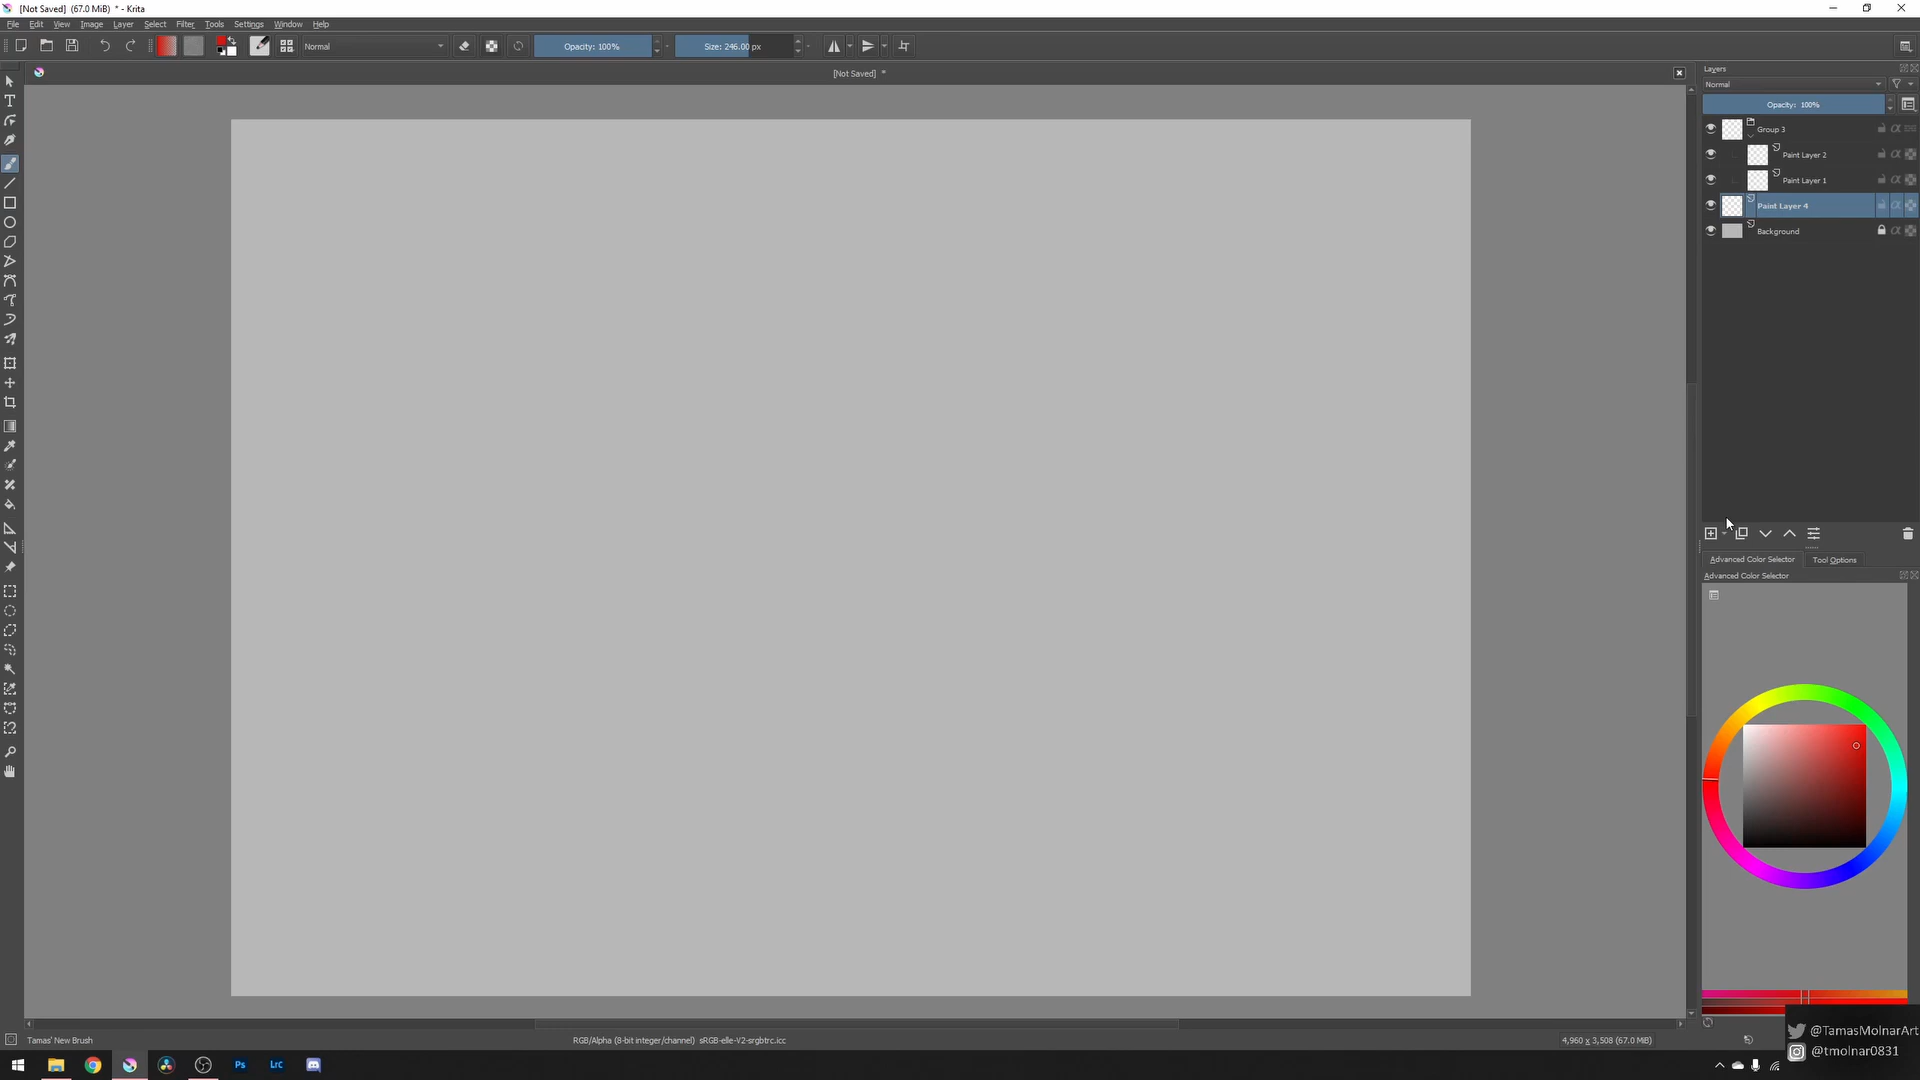 [Not Saved] (67.0 MiB) * - Krita
File Edit View Image Layer Select Filter Tools Settings Window Help
Normal
Opacity: 100%
Size: 246.00 px
[Not Saved] *
Layers
Normal
Opacity: 100%
Group 3
Paint Layer 2
Paint Layer 1
Paint Layer 4
Background
Advanced Color Selector
Tool Options
Advanced Color Selector
Tamas' New Brush
RGB/Alpha (8-bit integer/channel) sRGB-elle-V2-srgbtrc.icc
4,960 x 3,508 (67.0 MiB)
@TamasMolnarArt
@tmolnar0831
Ps
LrC